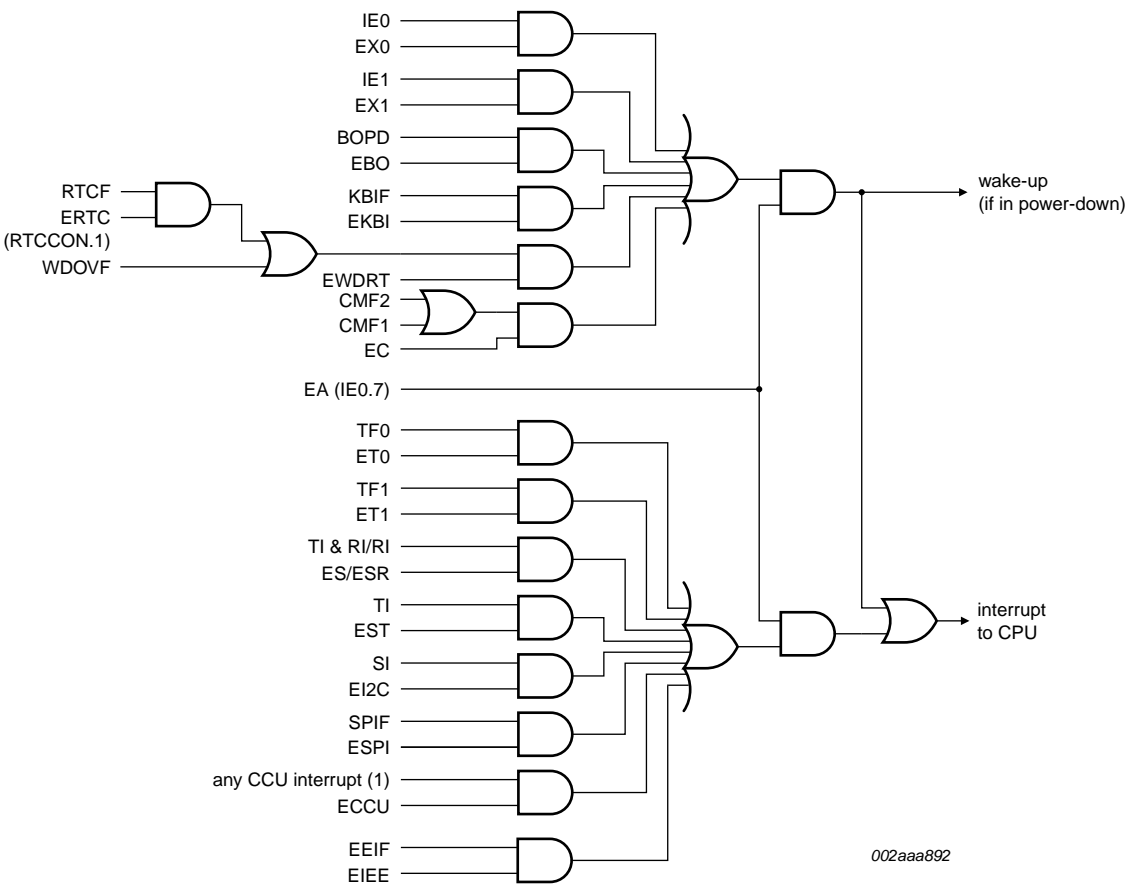 IE0
EX0
IE1
EX1
BOPD
EBO
KBIF
EKBI
RTCF
ERTC
(RTCCON.1)
WDOVF
EWDRT
CMF2
CMF1
EC
EA (IE0.7)
wake-up
(if in power-down)
TF0
ET0
TF1
ET1
TI & RI/RI
ES/ESR
TI
EST
SI
EI2C
SPIF
ESPI
any CCU interrupt (1)
ECCU
EEIF
EIEE
interrupt
to CPU
002aaa892